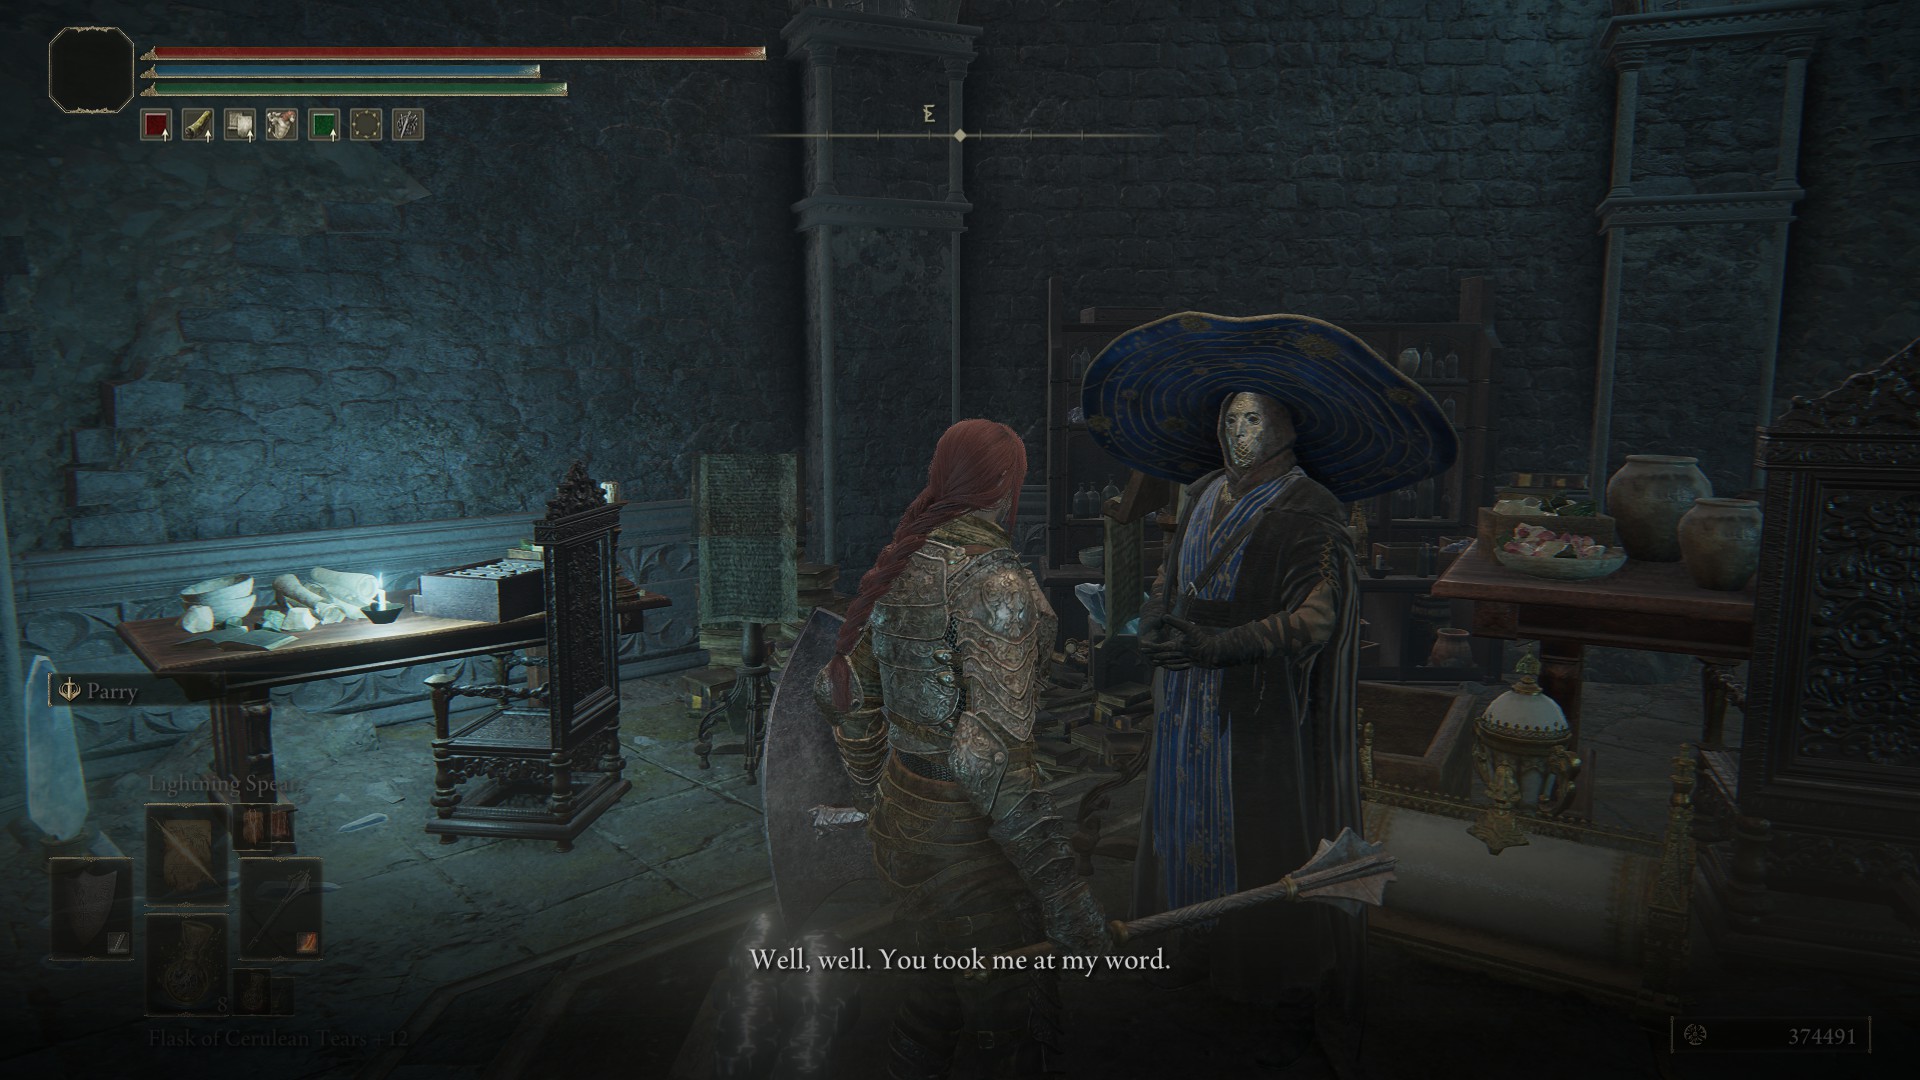 E
Parry
Lightning Spear
8
Well, well. You took me at my word.
Flask of Cerulean Tears +12
374491